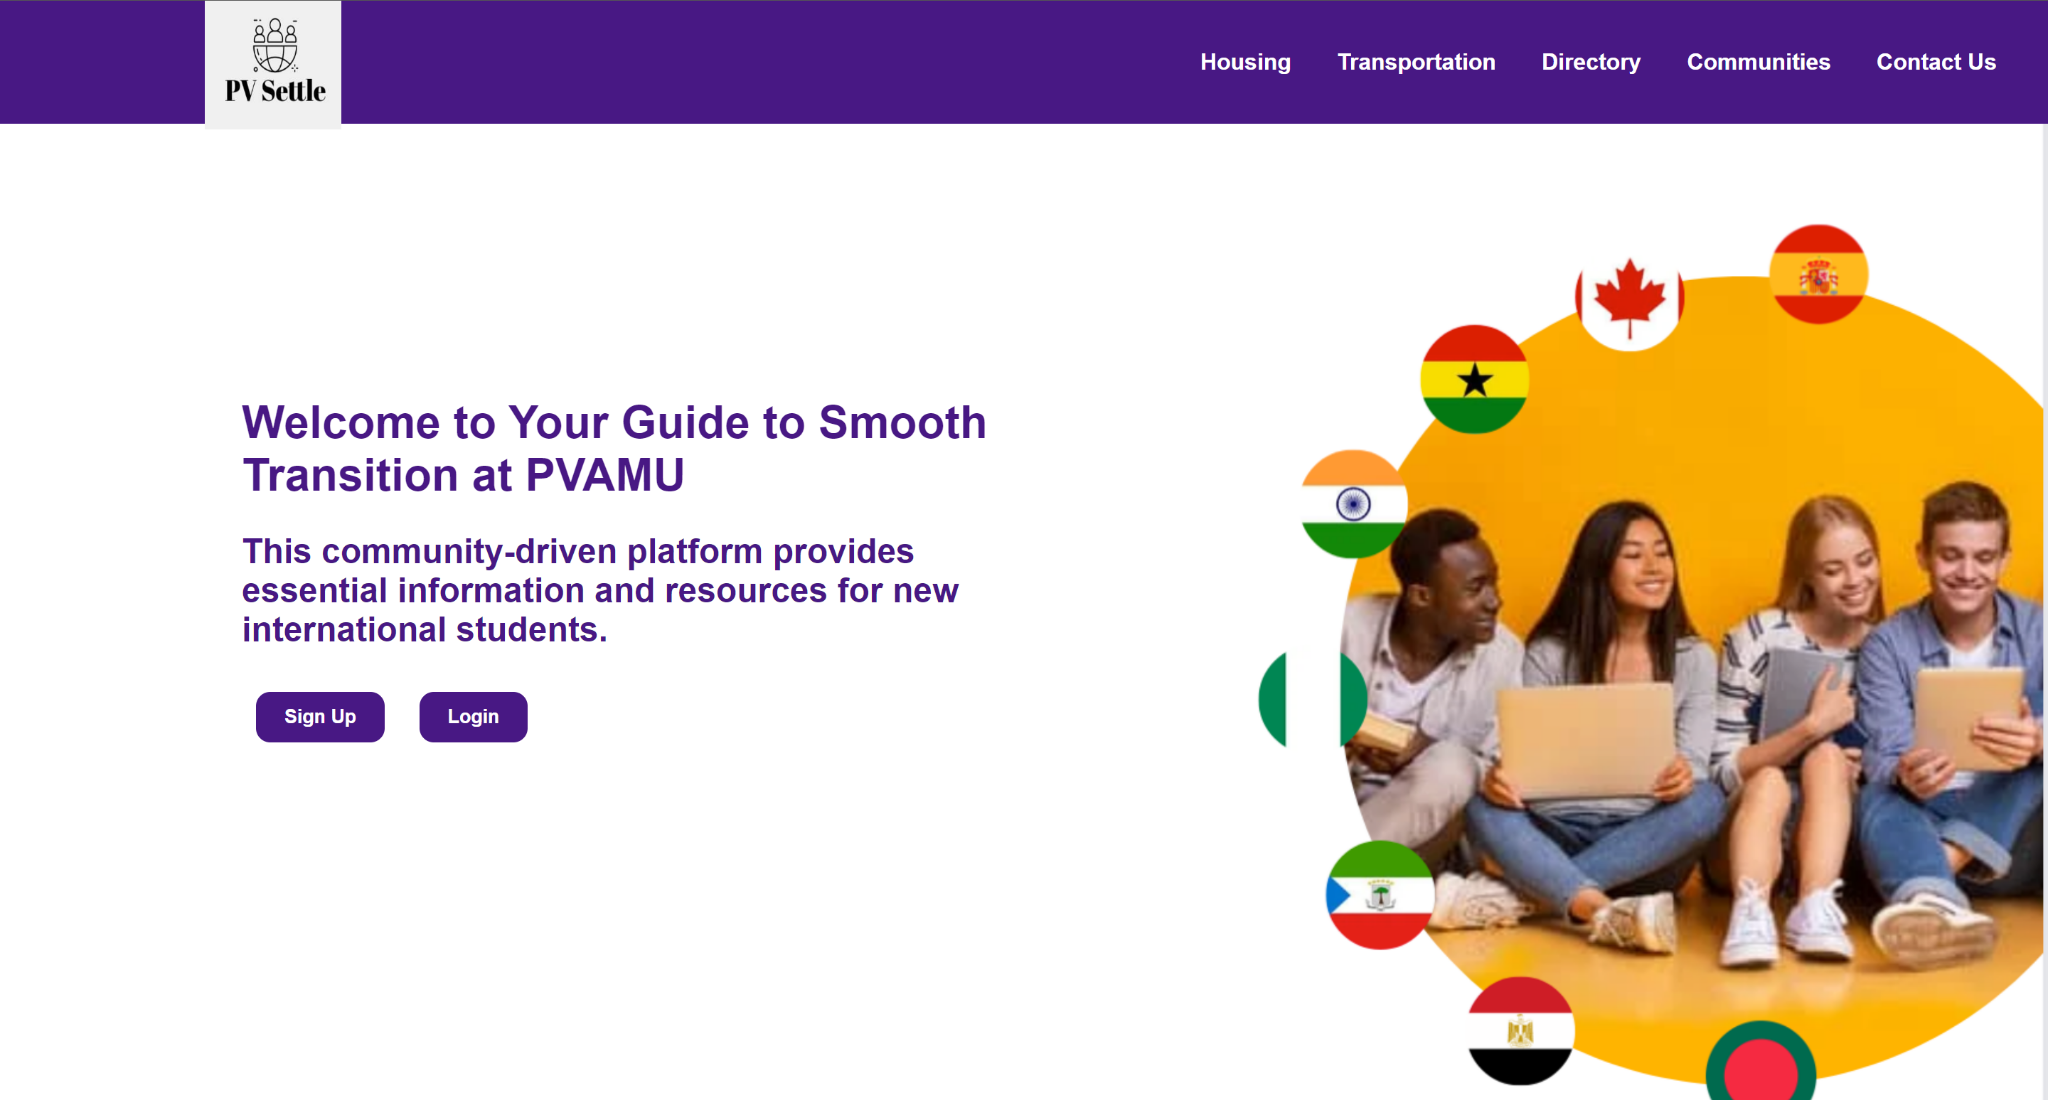 PV Settle
Housing
Transportation
Directory
Communities
Contact Us
Welcome to Your Guide to Smooth
Transition at PVAMU
This community-driven platform provides
essential information and resources for new
international students.
Sign Up
Login